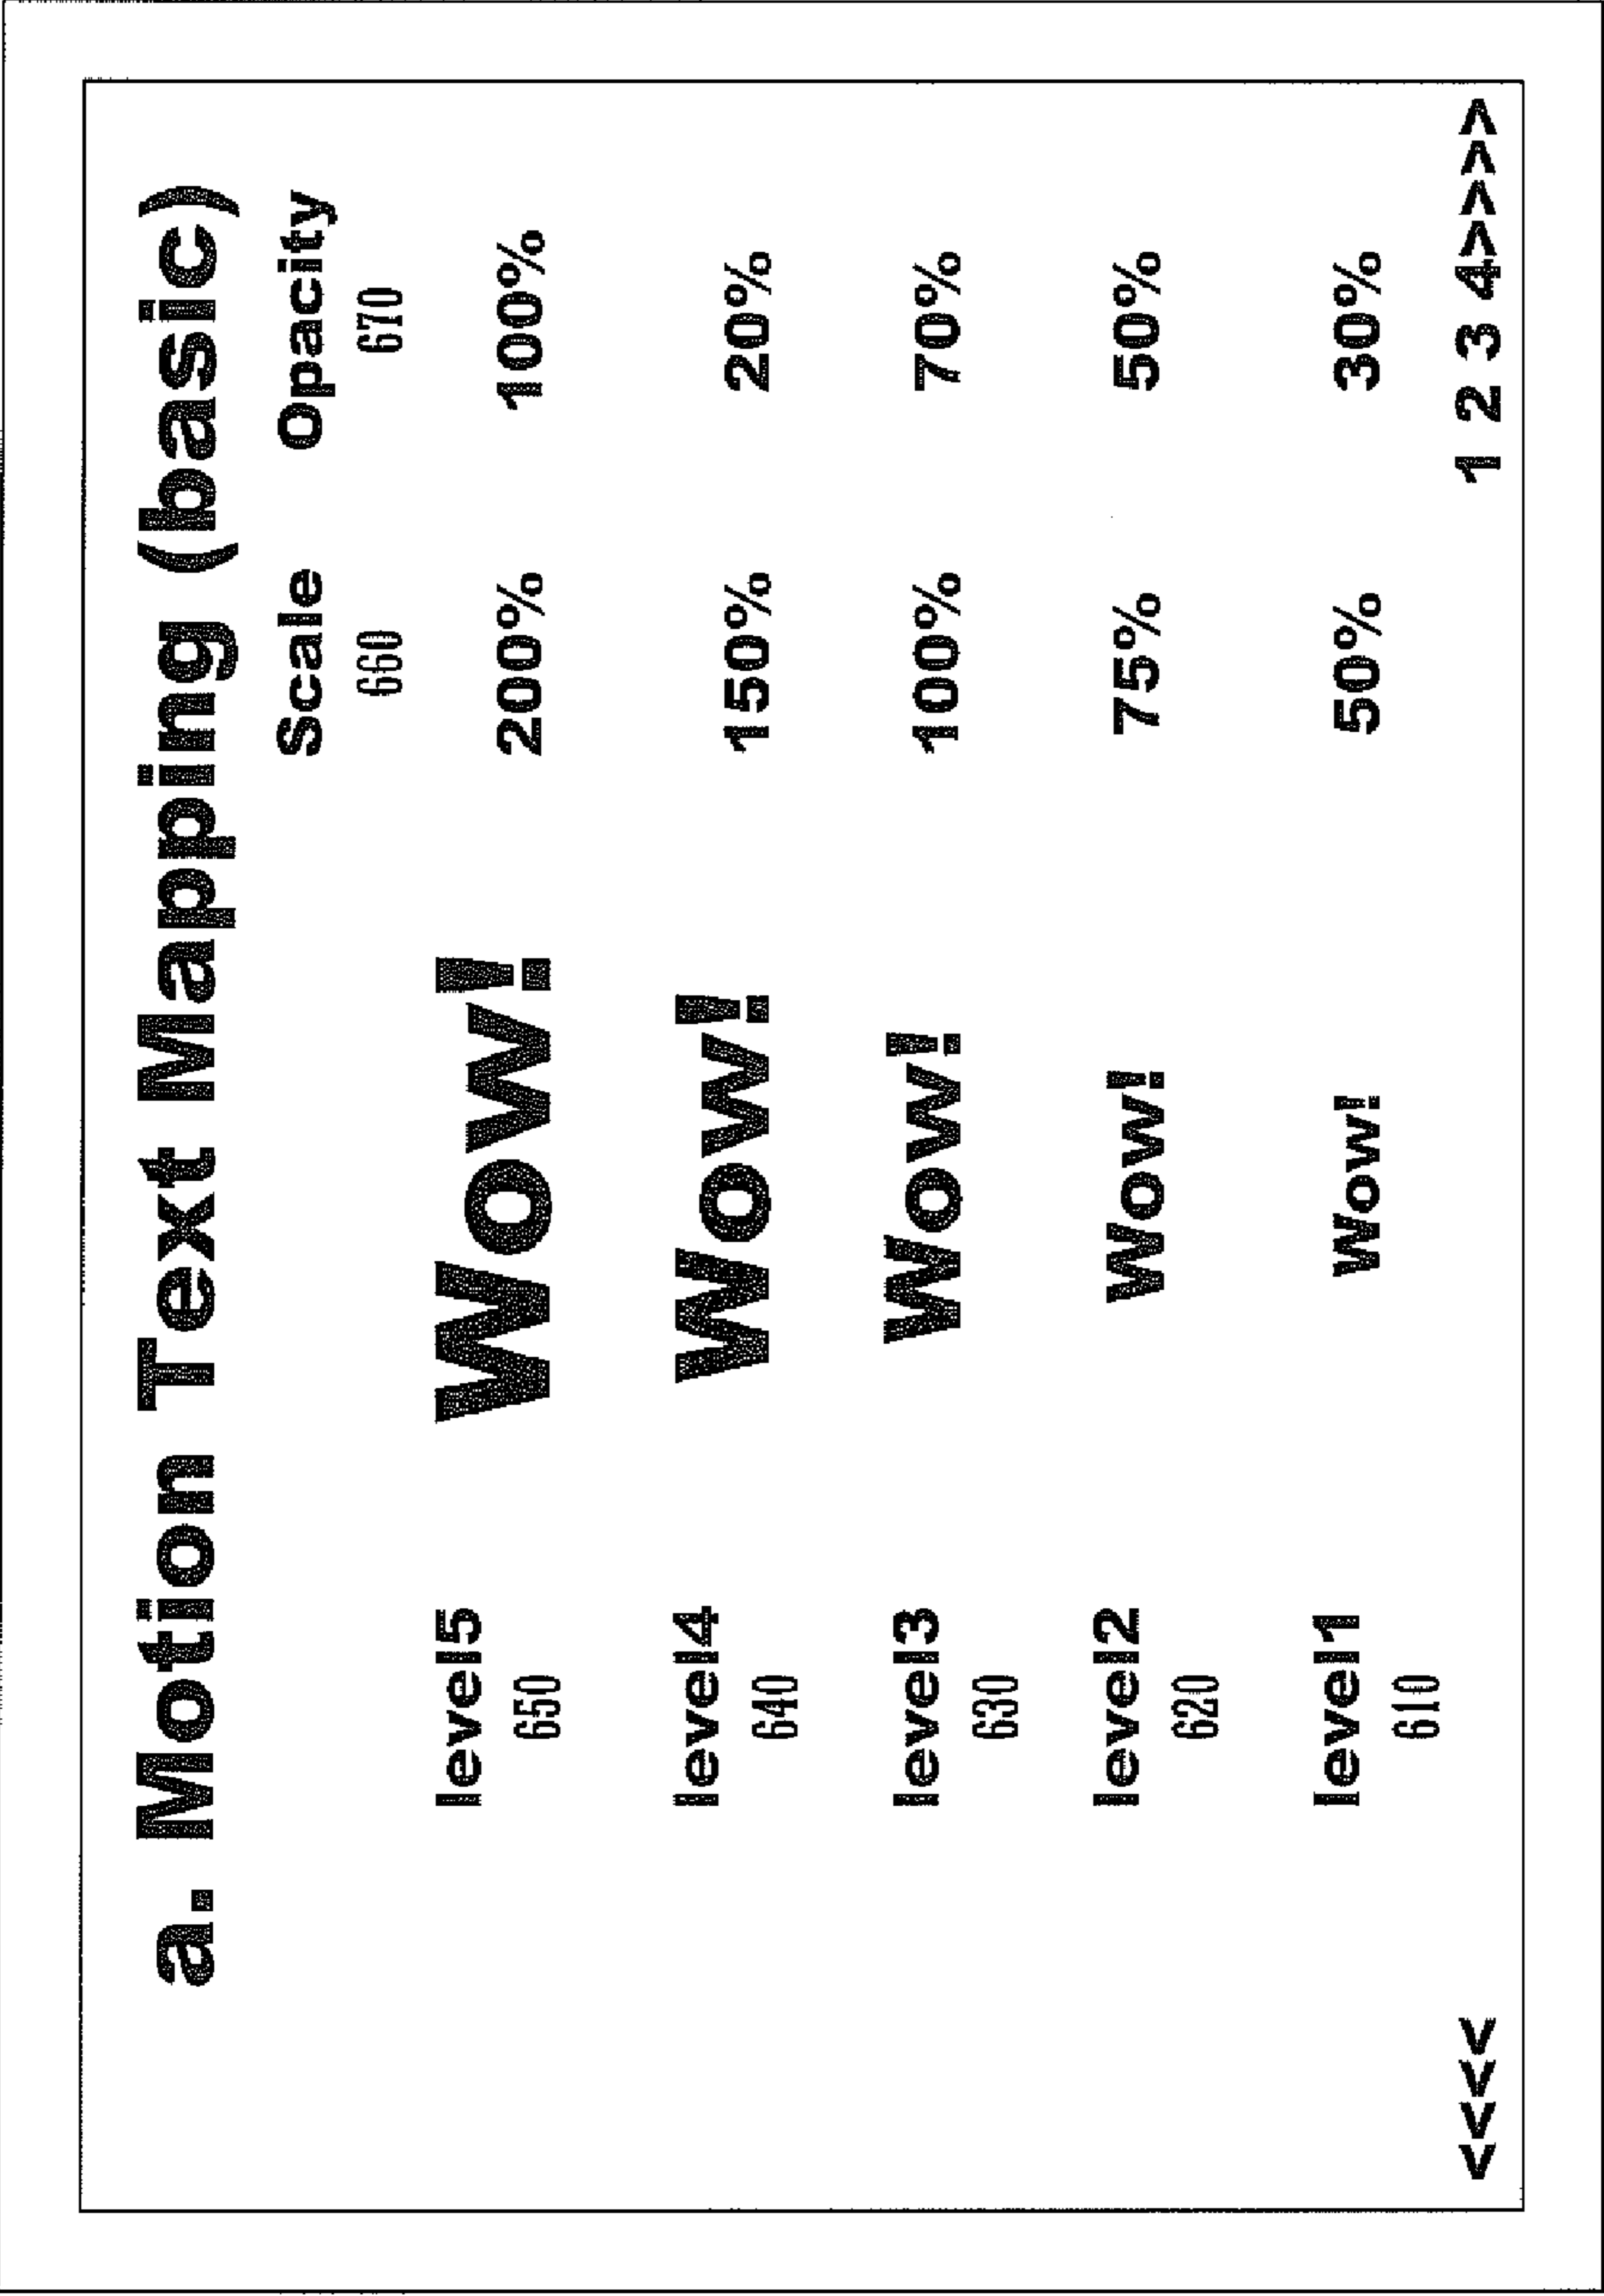 a. Motion Text Mapping (basic)
Scale Opacity
660 670
level5 Wow! 200% 100%
650
level4 Wow! 150% 20%
640
level3 Wow! 100% 70%
630
level2 Wow! 75% 50%
620
level1 Wow! 50% 30%
610
<<<< 1 2 3 4>>>>